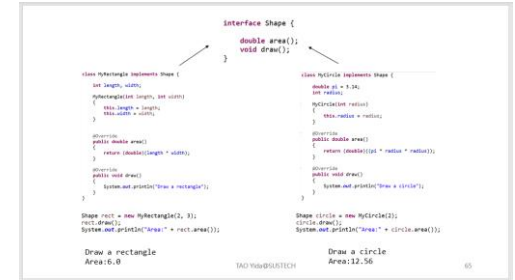 interface Shape {
double area();
void draw();
}
class MyRectangle implements Shape {
int length, width;
MyRectangle(int length, int width)
{
this.length = length;
this.width = width;
}
@Override
public double area()
{
return (double)(length * width);
}
@Override
public void draw()
{
System.out.println("Draw a rectangle");
}
}
Shape rect = new MyRectangle(2, 3);
rect.draw();
System.out.println("Area:" + rect.area());
Draw a rectangle
Area:6.0
class MyCircle implements Shape {
double pi = 3.14;
int radius;
MyCircle(int radius)
{
this.radius = radius;
}
@Override
public double area()
{
return (double)((pi * radius * radius));
}
@Override
public void draw()
{
System.out.println("Draw a circle");
}
}
Shape circle = new MyCircle(2);
circle.draw();
System.out.println("Area:" + circle.area());
Draw a circle
Area:12.56
TAO Yida@SUSTECH
65